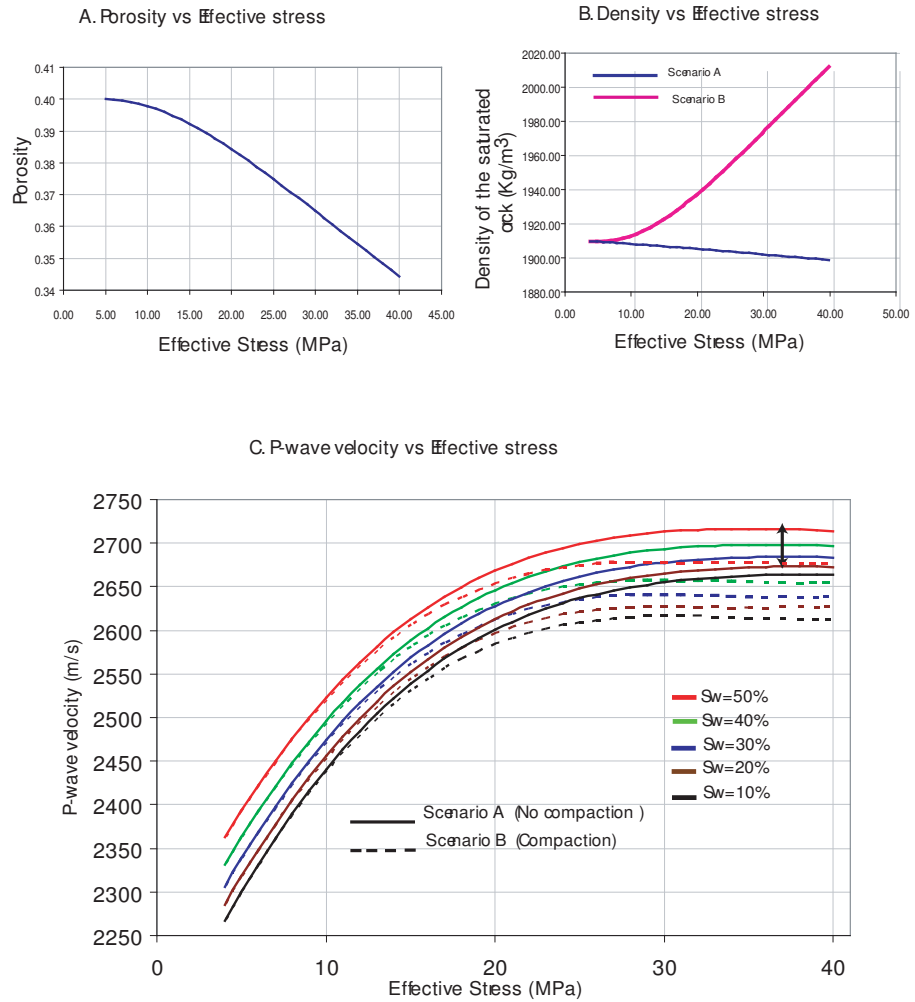 A. Porosity vs Effective stress
0.41
0.40
0.39
0.38
0.37
0.36
0.35
0.34
Porosity
0.00 5.00 10.00 15.00 20.00 25.00 30.00 35.00 40.00 45.00
Effective Stress (MPa)
B. Density vs Effective stress
2020.00
2000.00
1980.00
1960.00
1940.00
1920.00
1900.00
1880.00
Density of the saturated
rock (Kg/m3)
Scenario A
Scenario B
0.00 10.00 20.00 30.00 40.00 50.00
Effective Stress (MPa)
C. P-wave velocity vs Effective stress
2750
2700
2650
2600
2550
2500
2450
2400
2350
2300
2250
P-wave velocity (m/s)
Sw=50%
Sw=40%
Sw=30%
Sw=20%
Sw=10%
Scenario A (No compaction )
Scenario B (Compaction)
0 10 20 30 40
Effective Stress (MPa)